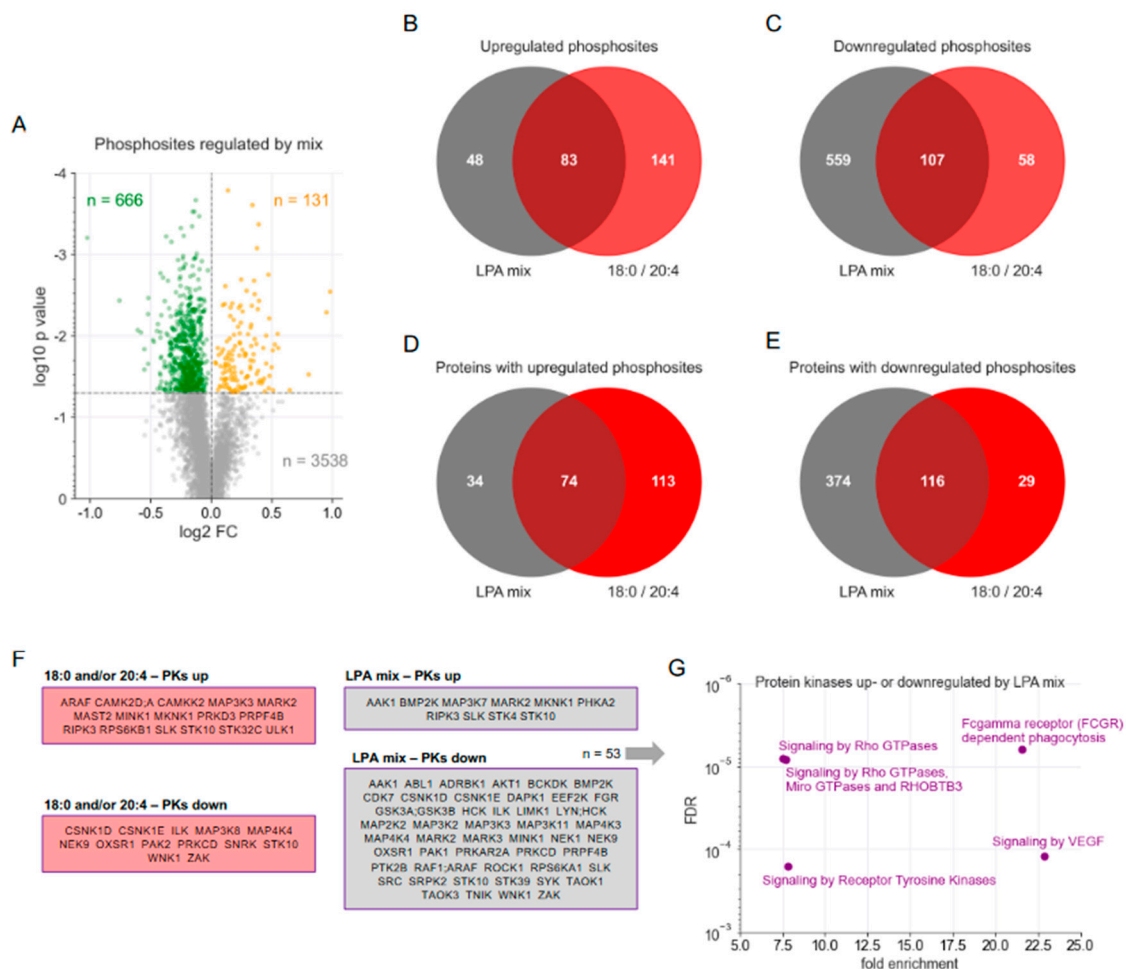 A
Phosphosites regulated by mix
n = 666
n = 131
n = 3538
-4
-3
-2
-1
0
log10 p value
-1.0
-0.5
0.0
0.5
1.0
log2 FC
B
Upregulated phosphosites
48
83
141
LPA mix
18:0 / 20:4
C
Downregulated phosphosites
559
107
58
LPA mix
18:0 / 20:4
D
Proteins with upregulated phosphosites
34
74
113
LPA mix
18:0 / 20:4
E
Proteins with downregulated phosphosites
374
116
29
LPA mix
18:0 / 20:4
F
18:0 and/or 20:4 – PKs up
ARAF CAMK2D;A CAMKK2 MAP3K3 MARK2
MAST2 MINK1 MKNK1 PRKD3 PRPF4B
RIPK3 RPS6KB1 SLK STK10 STK32C ULK1
18:0 and/or 20:4 – PKs down
CSNK1D CSNK1E ILK MAP3K8 MAP4K4
NEK9 OXSR1 PAK2 PRKCD SNRK STK10
WNK1 ZAK
LPA mix – PKs up
AAK1 BMP2K MAP3K7 MARK2 MKNK1 PHKA2
RIPK3 SLK STK4 STK10
LPA mix – PKs down
n = 53
AAK1 ABL1 ADRBK1 AKT1 BCKDK BMP2K
CDK7 CSNK1D CSNK1E DAPK1 EEF2K FGR
GSK3A;GSK3B HCK ILK LIMK1 LYN;HCK
MAP2K2 MAP3K2 MAP3K3 MAP3K11 MAP4K3
MAP4K4 MARK2 MARK3 MINK1 NEK1 NEK9
OXSR1 PAK1 PRKAR2A PRKCD PRPF4B
PTK2B RAF1;ARAF ROCK1 RPS6KA1 SLK
SRC SRPK2 STK10 STK39 SYK TAOK1
TAOK3 TNIK WNK1 ZAK
G
Protein kinases up- or downregulated by LPA mix
Fcgamma receptor (FCGR)
dependent phagocytosis
Signaling by Rho GTPases
Signaling by Rho GTPases,
Miro GTPases and RHOBTB3
Signaling by VEGF
Signaling by Receptor Tyrosine Kinases
10⁻⁶
10⁻⁵
10⁻⁴
10⁻³
FDR
5.0
7.5
10.0
12.5
15.0
17.5
20.0
22.5
25.0
fold enrichment